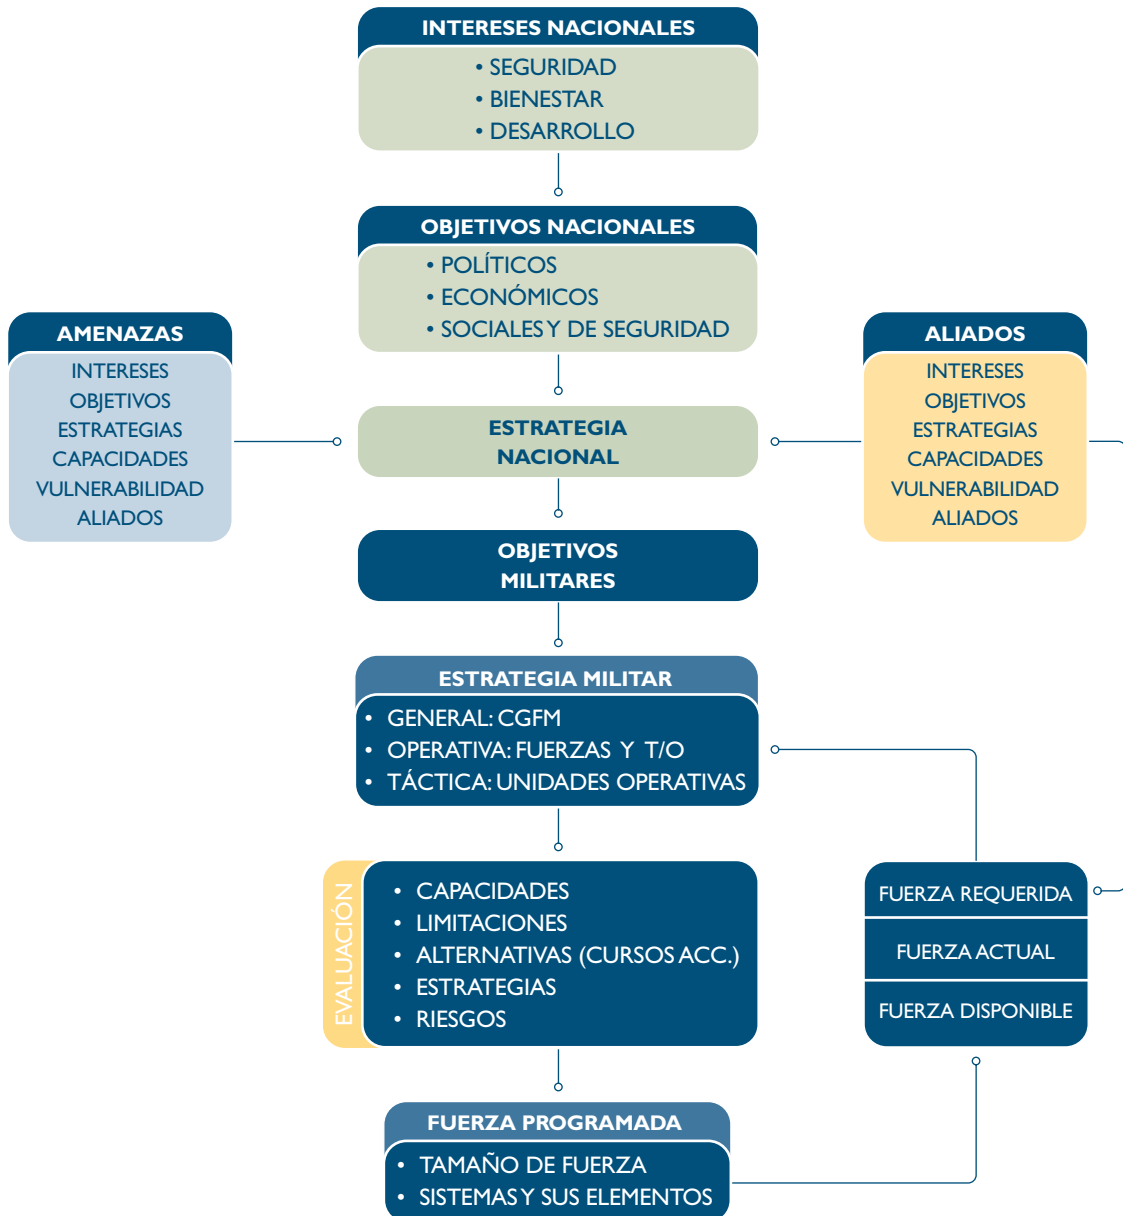 INTERESES NACIONALES
• SEGURIDAD
• BIENESTAR
• DESARROLLO
OBJETIVOS NACIONALES
• POLÍTICOS
• ECONÓMICOS
• SOCIALES Y DE SEGURIDAD
AMENAZAS
INTERESES
OBJETIVOS
ESTRATEGIAS
CAPACIDADES
VULNERABILIDAD
ALIADOS
ALIADOS
INTERESES
OBJETIVOS
ESTRATEGIAS
CAPACIDADES
VULNERABILIDAD
ALIADOS
ESTRATEGIA
NACIONAL
OBJETIVOS
MILITARES
ESTRATEGIA MILITAR
• GENERAL: CGFM
• OPERATIVA: FUERZAS Y T/O
• TÁCTICA: UNIDADES OPERATIVAS
EVALUACIÓN
• CAPACIDADES
• LIMITACIONES
• ALTERNATIVAS (CURSOS ACC.)
• ESTRATEGIAS
• RIESGOS
FUERZA REQUERIDA
FUERZA ACTUAL
FUERZA DISPONIBLE
FUERZA PROGRAMADA
• TAMAÑO DE FUERZA
• SISTEMAS Y SUS ELEMENTOS